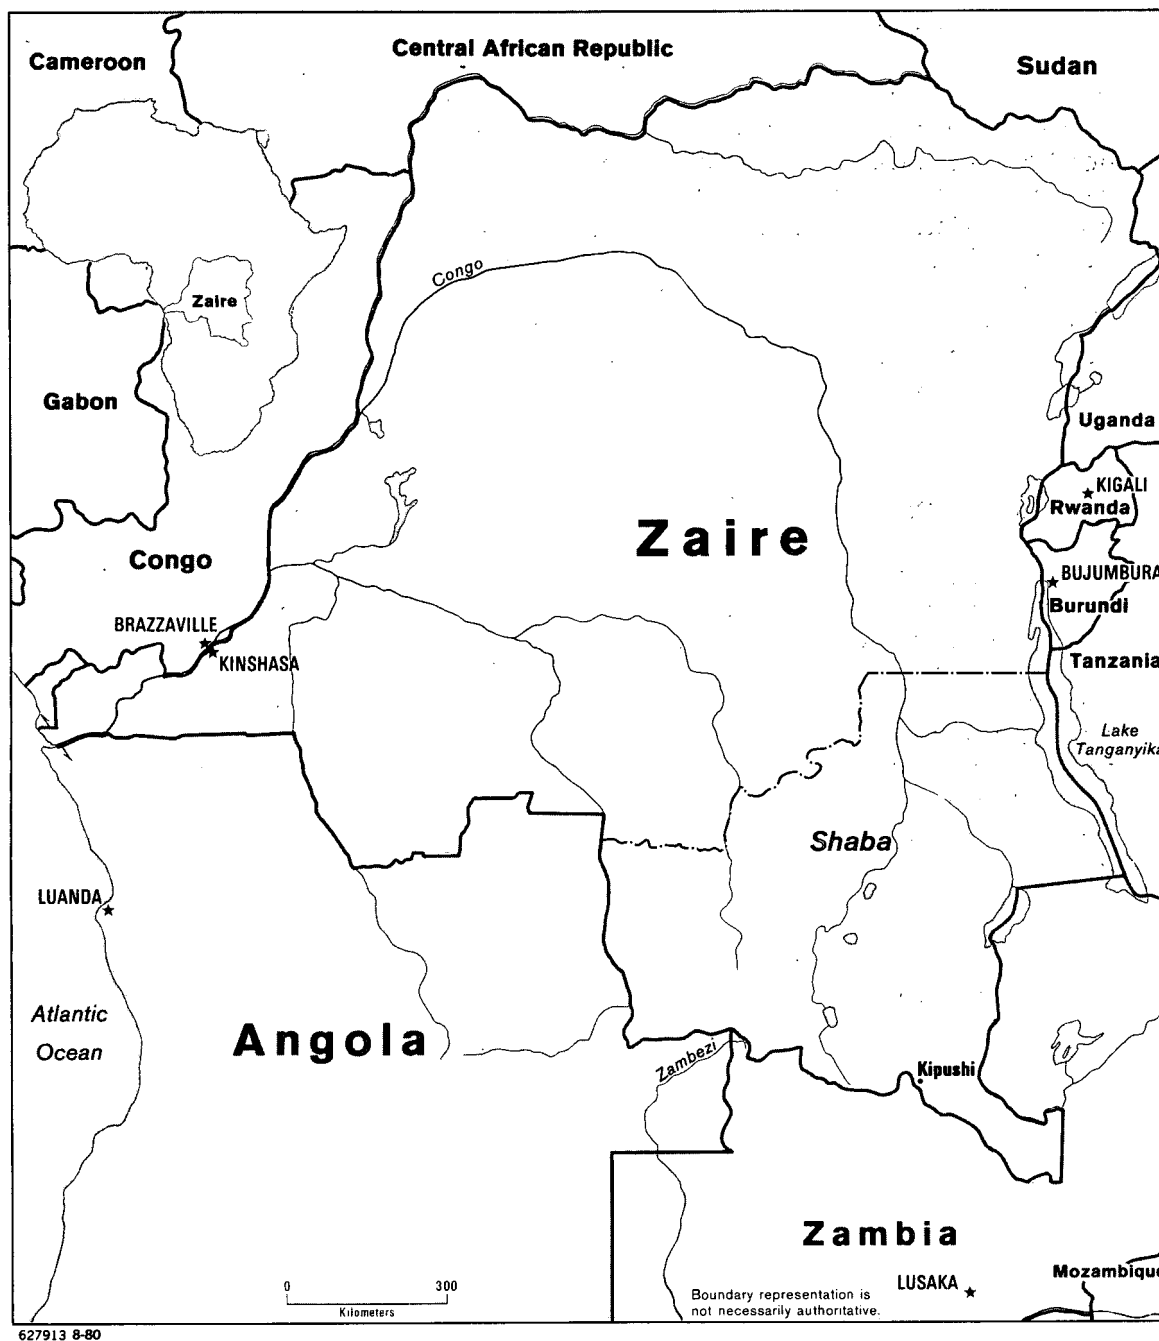 Central African Republic
Cameroon
Sudan
Congo
Zaire
Gabon
Uganda
KIGALI
Rwanda
Zaire
Congo
BUJUMBURA
Burundi
BRAZZAVILLE
KINSHASA
Tanzania
Lake
Tanganyika
Shaba
LUANDA
Atlantic
Ocean
Angola
Zambezi
Kipushi
Zambia
Mozambique
LUSAKA
0 300
Kilometers
Boundary representation is
not necessarily authoritative.
627913 8-80